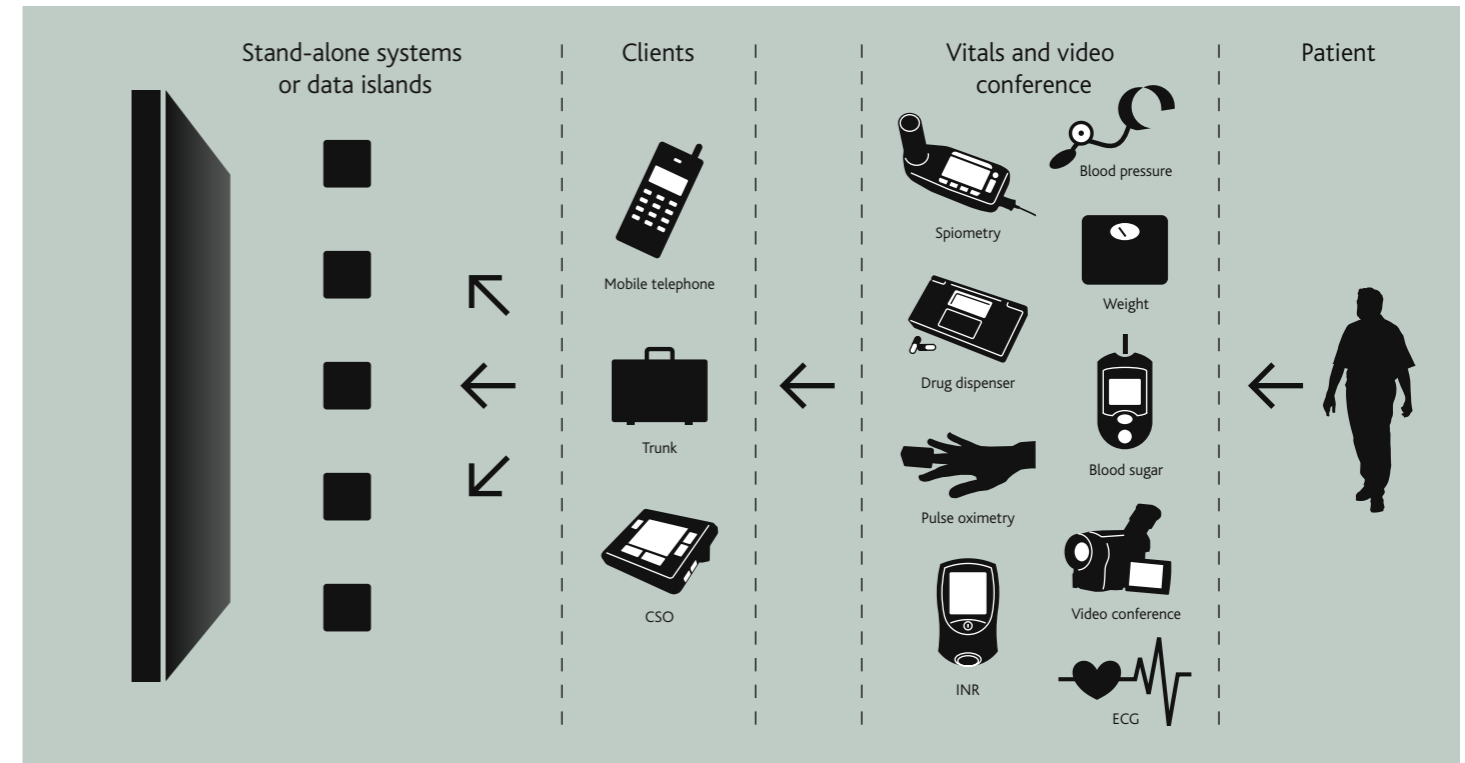 Stand-alone systems
or data islands
Clients
Vitals and video
conference
Patient
Mobile telephone
Trunk
CSO
Blood pressure
Spiometry
Weight
Drug dispenser
Blood sugar
Pulse oximetry
Video conference
INR
ECG